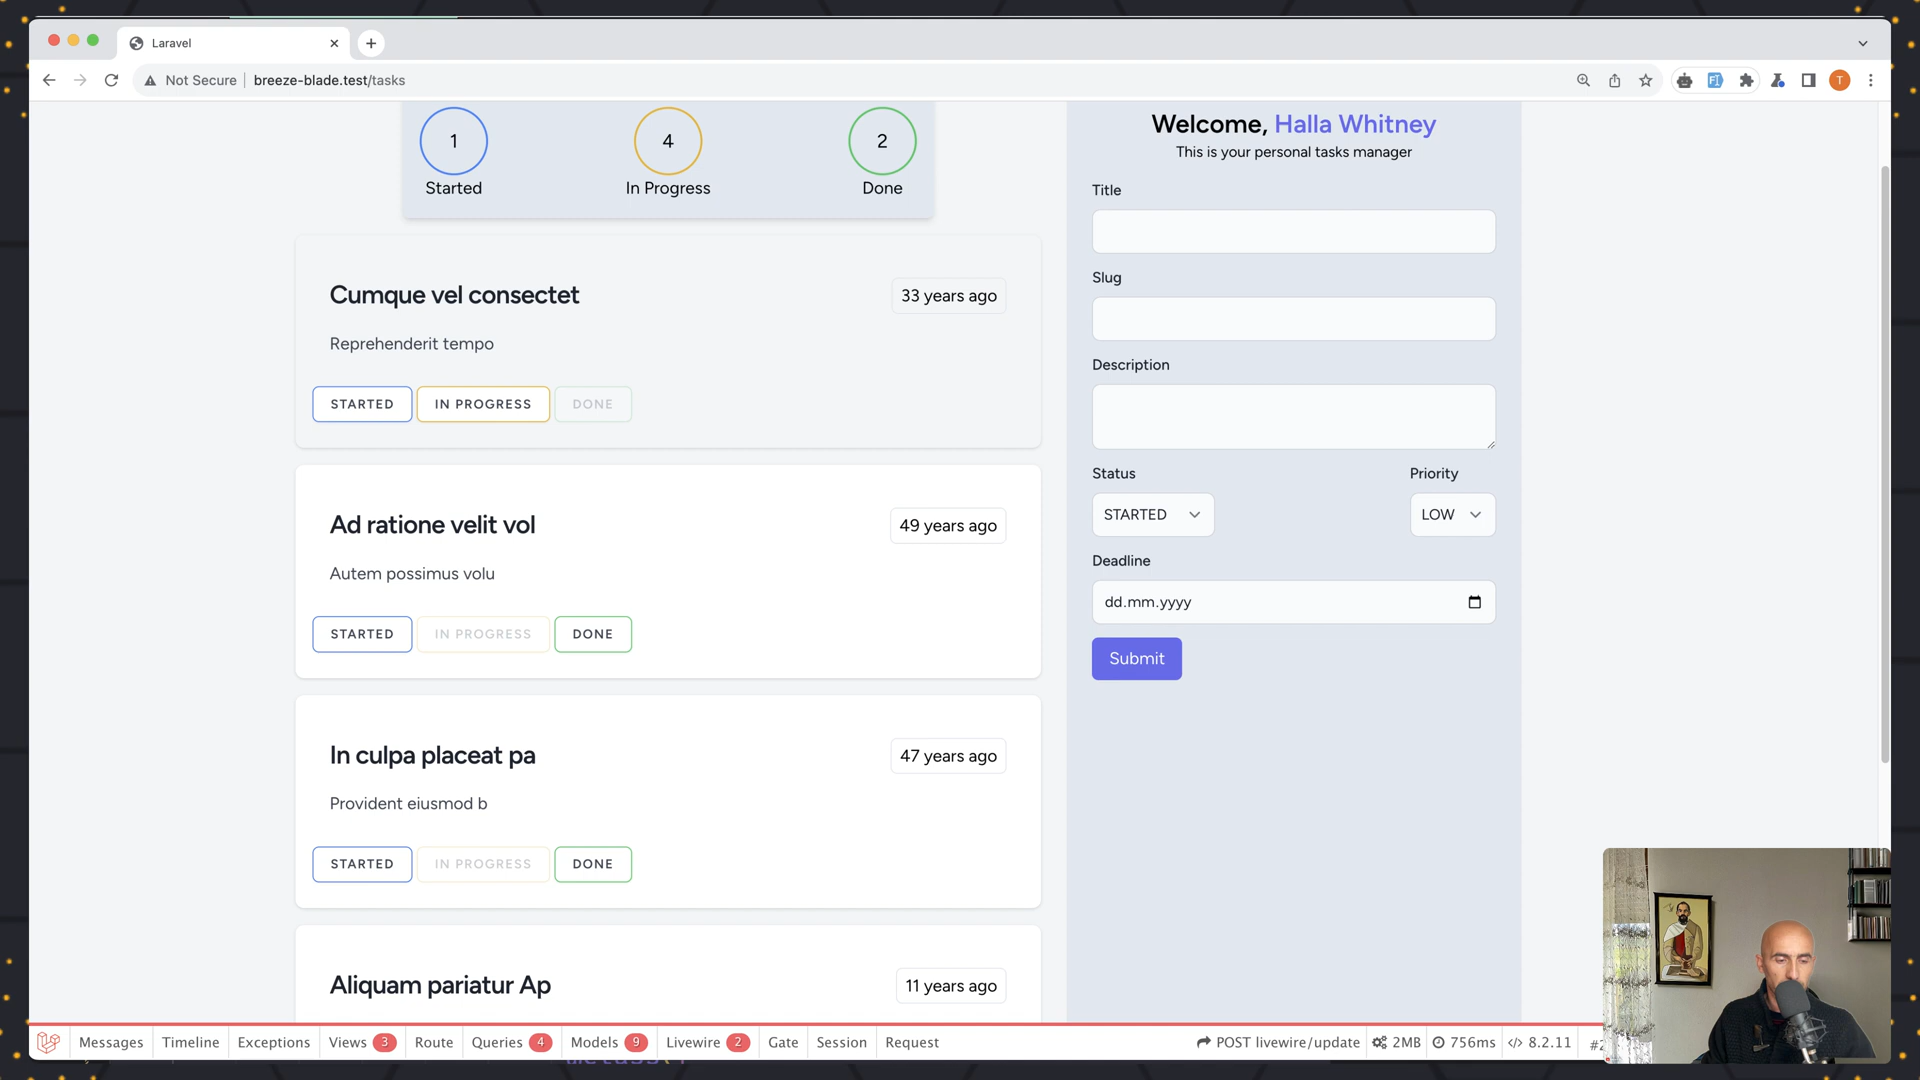 Laravel
Not Secure
breeze-blade.test/tasks
T
1
4
2
Started
In Progress
Done
Cumque vel consectet
33 years ago
Reprehenderit tempo
STARTED
IN PROGRESS
DONE
Ad ratione velit vol
49 years ago
Autem possimus volu
STARTED
IN PROGRESS
DONE
In culpa placeat pa
47 years ago
Provident eiusmod b
STARTED
IN PROGRESS
DONE
Aliquam pariatur Ap
11 years ago
Welcome, Halla Whitney
This is your personal tasks manager
Title
Slug
Description
Status
Priority
STARTED
LOW
Deadline
dd.mm.yyyy
Submit
Messages
Timeline
Exceptions
Views 3
Route
Queries 4
Models 9
Livewire 2
Gate
Session
Request
POST livewire/update
2MB
756ms
8.2.11